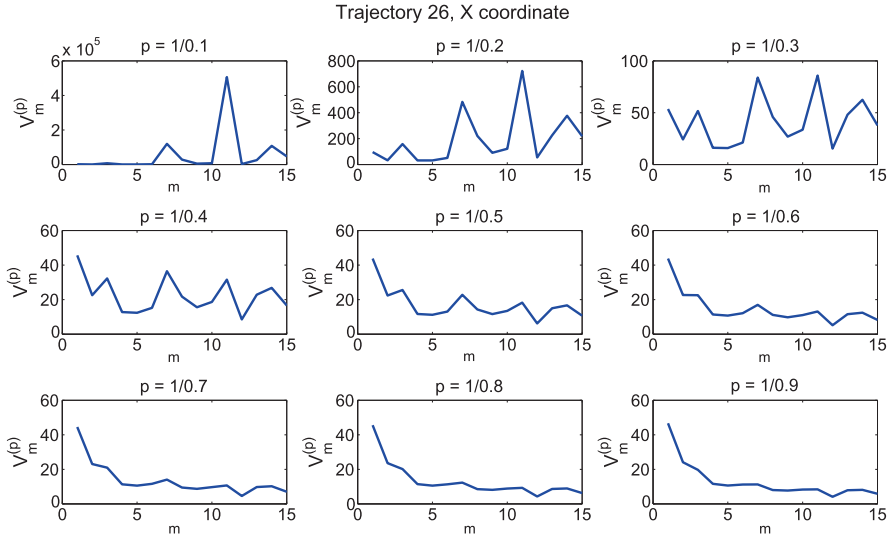 Trajectory 26, X coordinate
p = 1/0.1
x 10^5
6
4
2
0
V_m^(p)
0 5 10 15
m
p = 1/0.2
800
600
400
200
0
V_m^(p)
0 5 10 15
m
p = 1/0.3
100
50
0
V_m^(p)
0 5 10 15
m
p = 1/0.4
60
40
20
0
V_m^(p)
0 5 10 15
m
p = 1/0.5
60
40
20
0
V_m^(p)
0 5 10 15
m
p = 1/0.6
60
40
20
0
V_m^(p)
0 5 10 15
m
p = 1/0.7
60
40
20
0
V_m^(p)
0 5 10 15
m
p = 1/0.8
60
40
20
0
V_m^(p)
0 5 10 15
m
p = 1/0.9
60
40
20
0
V_m^(p)
0 5 10 15
m